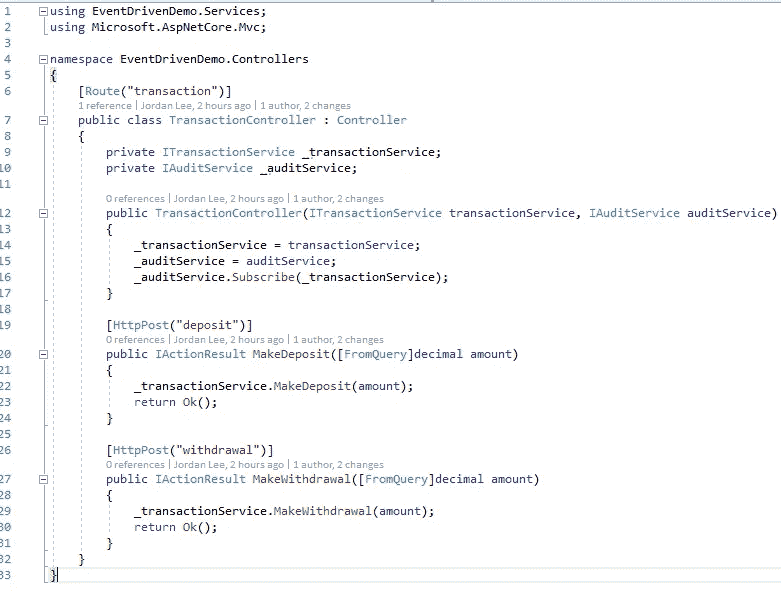 1 using EventDrivenDemo.Services;
2 using Microsoft.AspNetCore.Mvc;
3
4 namespace EventDrivenDemo.Controllers
5 {
6 [Route("transaction")]
1 reference | Jordan Lee, 2 hours ago | 1 author, 2 changes
7 public class TransactionController : Controller
8 {
9 private ITransactionService _transactionService;
10 private IAuditService _auditService;
11
0 references | Jordan Lee, 2 hours ago | 1 author, 2 changes
12 public TransactionController(ITransactionService transactionService, IAuditService auditService)
13 {
14 _transactionService = transactionService;
15 _auditService = auditService;
16 _auditService.Subscribe(_transactionService);
17 }
18
19 [HttpPost("deposit")]
0 references | Jordan Lee, 2 hours ago | 1 author, 2 changes
20 public IActionResult MakeDeposit([FromQuery]decimal amount)
21 {
22 _transactionService.MakeDeposit(amount);
23 return Ok();
24 }
25
26 [HttpPost("withdrawal")]
0 references | Jordan Lee, 2 hours ago | 1 author, 2 changes
27 public IActionResult MakeWithdrawal([FromQuery]decimal amount)
28 {
29 _transactionService.MakeWithdrawal(amount);
30 return Ok();
31 }
32 }
33 }